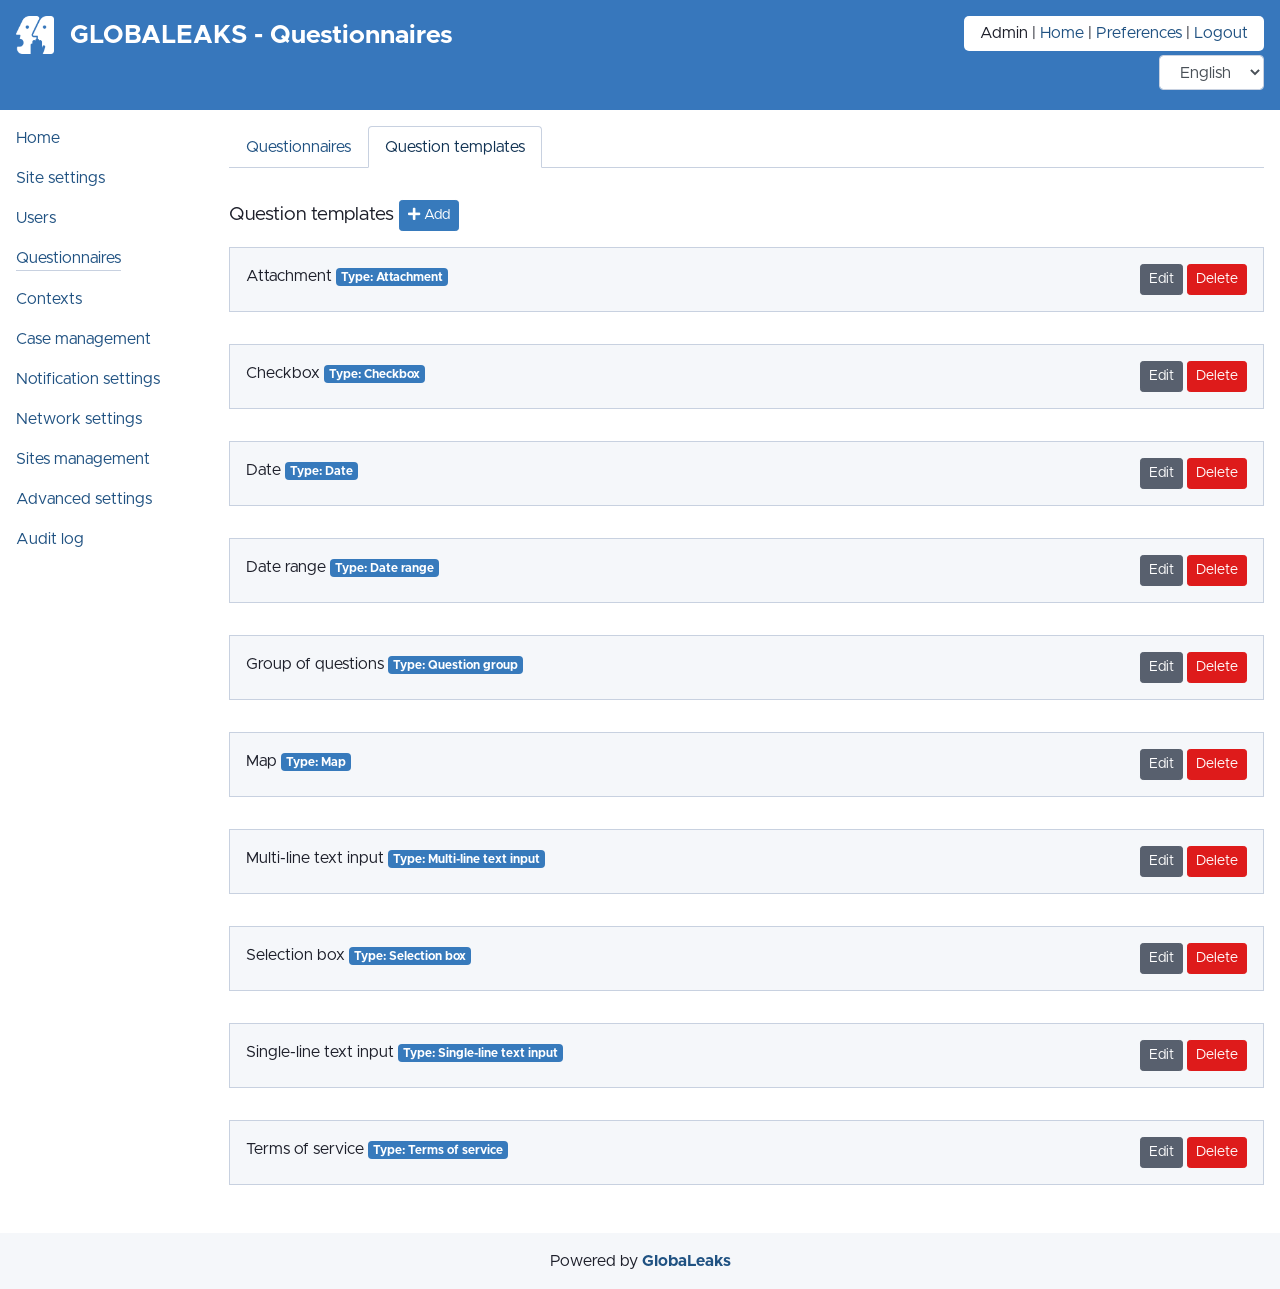 GLOBALEAKS - Questionnaires
Admin | Home | Preferences | Logout
English
Home
Site settings
Users
Questionnaires
Contexts
Case management
Notification settings
Network settings
Sites management
Advanced settings
Audit log
Questionnaires
Question templates
Question templates
Add
Attachment Type: Attachment Edit Delete
Checkbox Type: Checkbox Edit Delete
Date Type: Date Edit Delete
Date range Type: Date range Edit Delete
Group of questions Type: Question group Edit Delete
Map Type: Map Edit Delete
Multi-line text input Type: Multi-line text input Edit Delete
Selection box Type: Selection box Edit Delete
Single-line text input Type: Single-line text input Edit Delete
Terms of service Type: Terms of service Edit Delete
Powered by GlobaLeaks